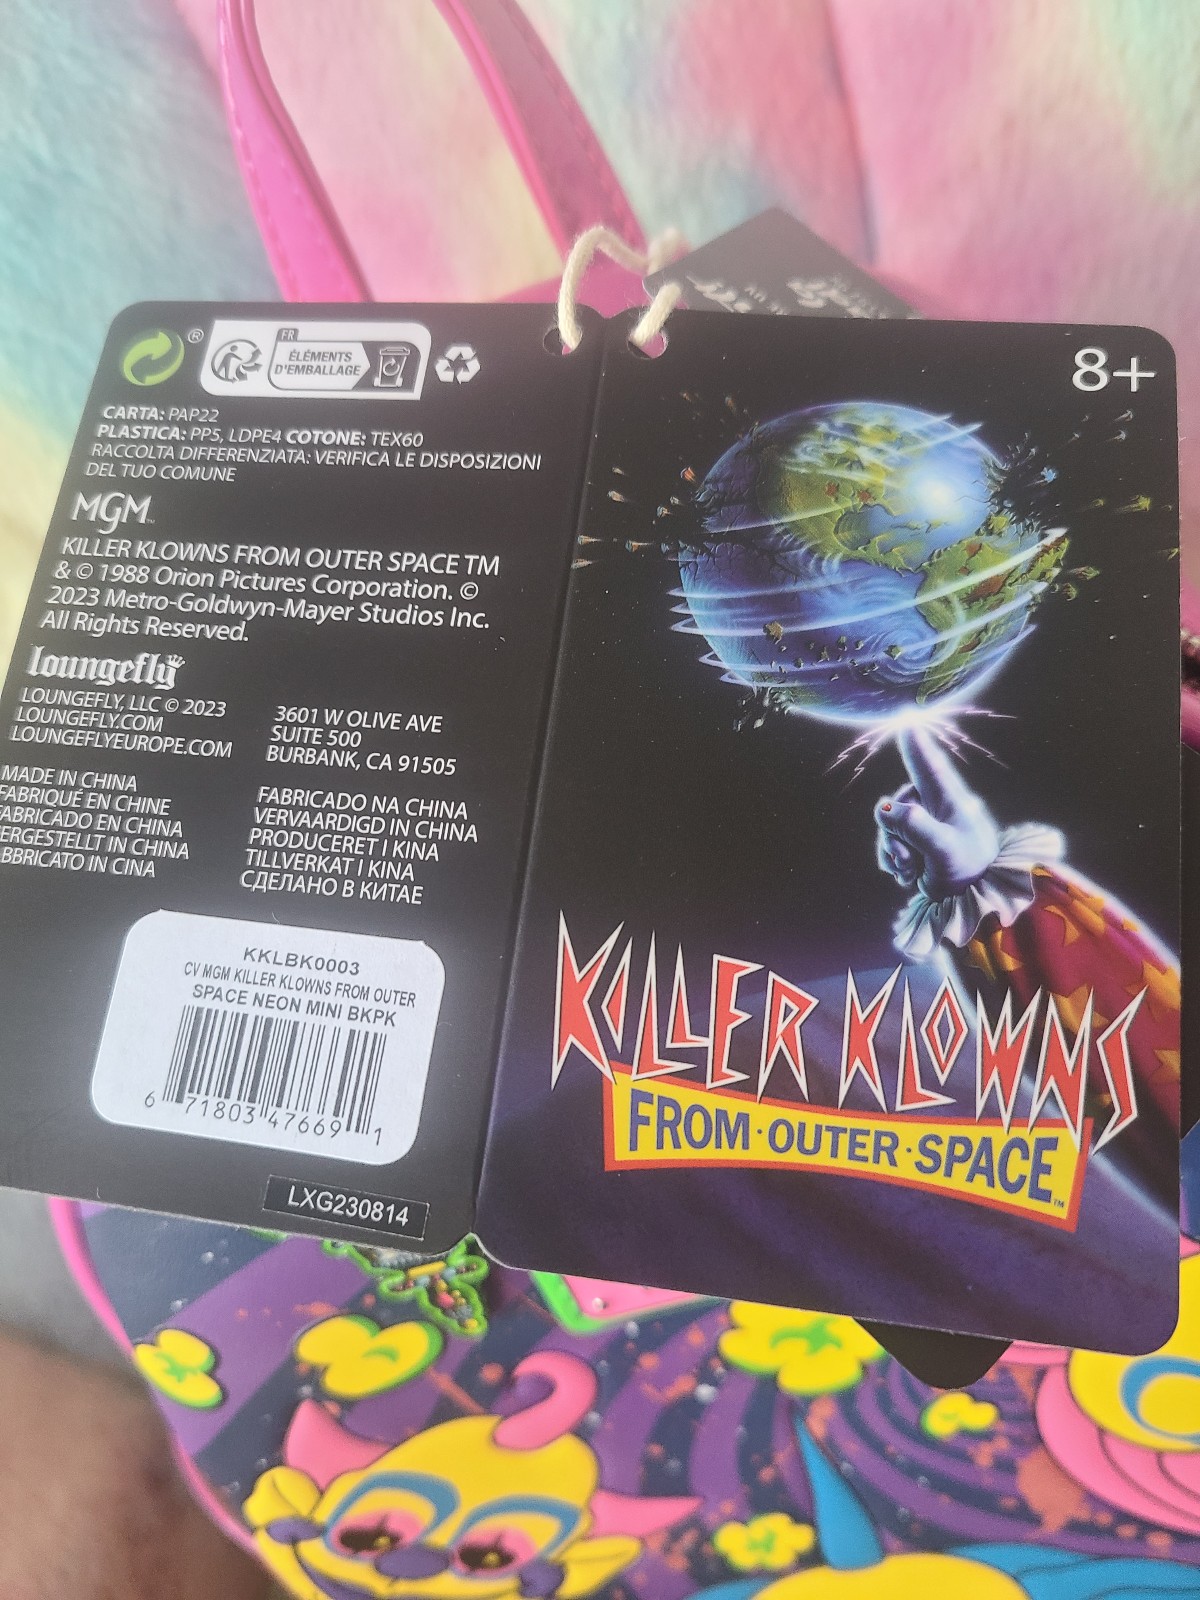 ®
FR
ÉLÉMENTS
D'EMBALLAGE
CARTA: PAP22
PLASTICA: PP5, LDPE4 COTONE: TEX60
RACCOLTA DIFFERENZIATA: VERIFICA LE DISPOSIZIONI
DEL TUO COMUNE
MGM™
KILLER KLOWNS FROM OUTER SPACE TM
& © 1988 Orion Pictures Corporation. ©
2023 Metro-Goldwyn-Mayer Studios Inc.
All Rights Reserved.
loungefly
LOUNGEFLY, LLC © 2023
LOUNGEFLY.COM
LOUNGEFLYEUROPE.COM
3601 W OLIVE AVE
SUITE 500
BURBANK, CA 91505
MADE IN CHINA
FABRIQUÉ EN CHINE
FABRICADO EN CHINA
ERGESTELLT IN CHINA
BBRICATO IN CINA
FABRICADO NA CHINA
VERVAARDIGD IN CHINA
PRODUCERET I KINA
TILLVERKAT I KINA
СДЕЛАНО В КИТАЕ
KKLBK0003
CV MGM KILLER KLOWNS FROM OUTER
SPACE NEON MINI BKPK
6 71803 47669 1
LXG230814
8+
KILLER KLOWNS
FROM·OUTER·SPACE™